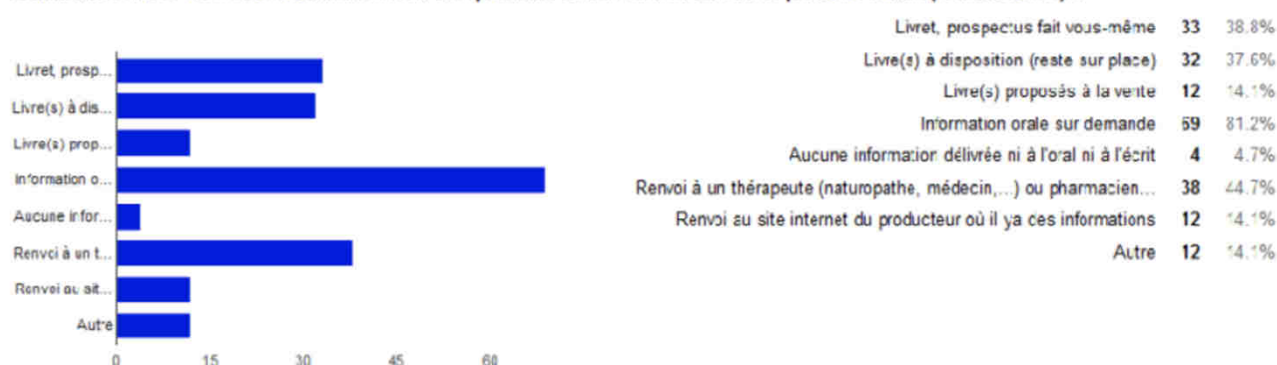 Livret, prosp...
Livre(s) à dis...
Livre(s) prop...
Information o...
Aucune infor...
Renvoi à un t...
Renvoi au sit...
Autre
0 15 30 45 60
Livret, prospectus fait vous-même 33 38.8%
Livre(s) à disposition (reste sur place) 32 37.6%
Livre(s) proposés à la vente 12 14.1%
Information orale sur demande 69 81.2%
Aucune information délivrée ni à l'oral ni à l'écrit 4 4.7%
Renvoi à un thérapeute (naturopathe, médecin,...) ou pharmacien... 38 44.7%
Renvoi au site internet du producteur où il ya des informations 12 14.1%
Autre 12 14.1%